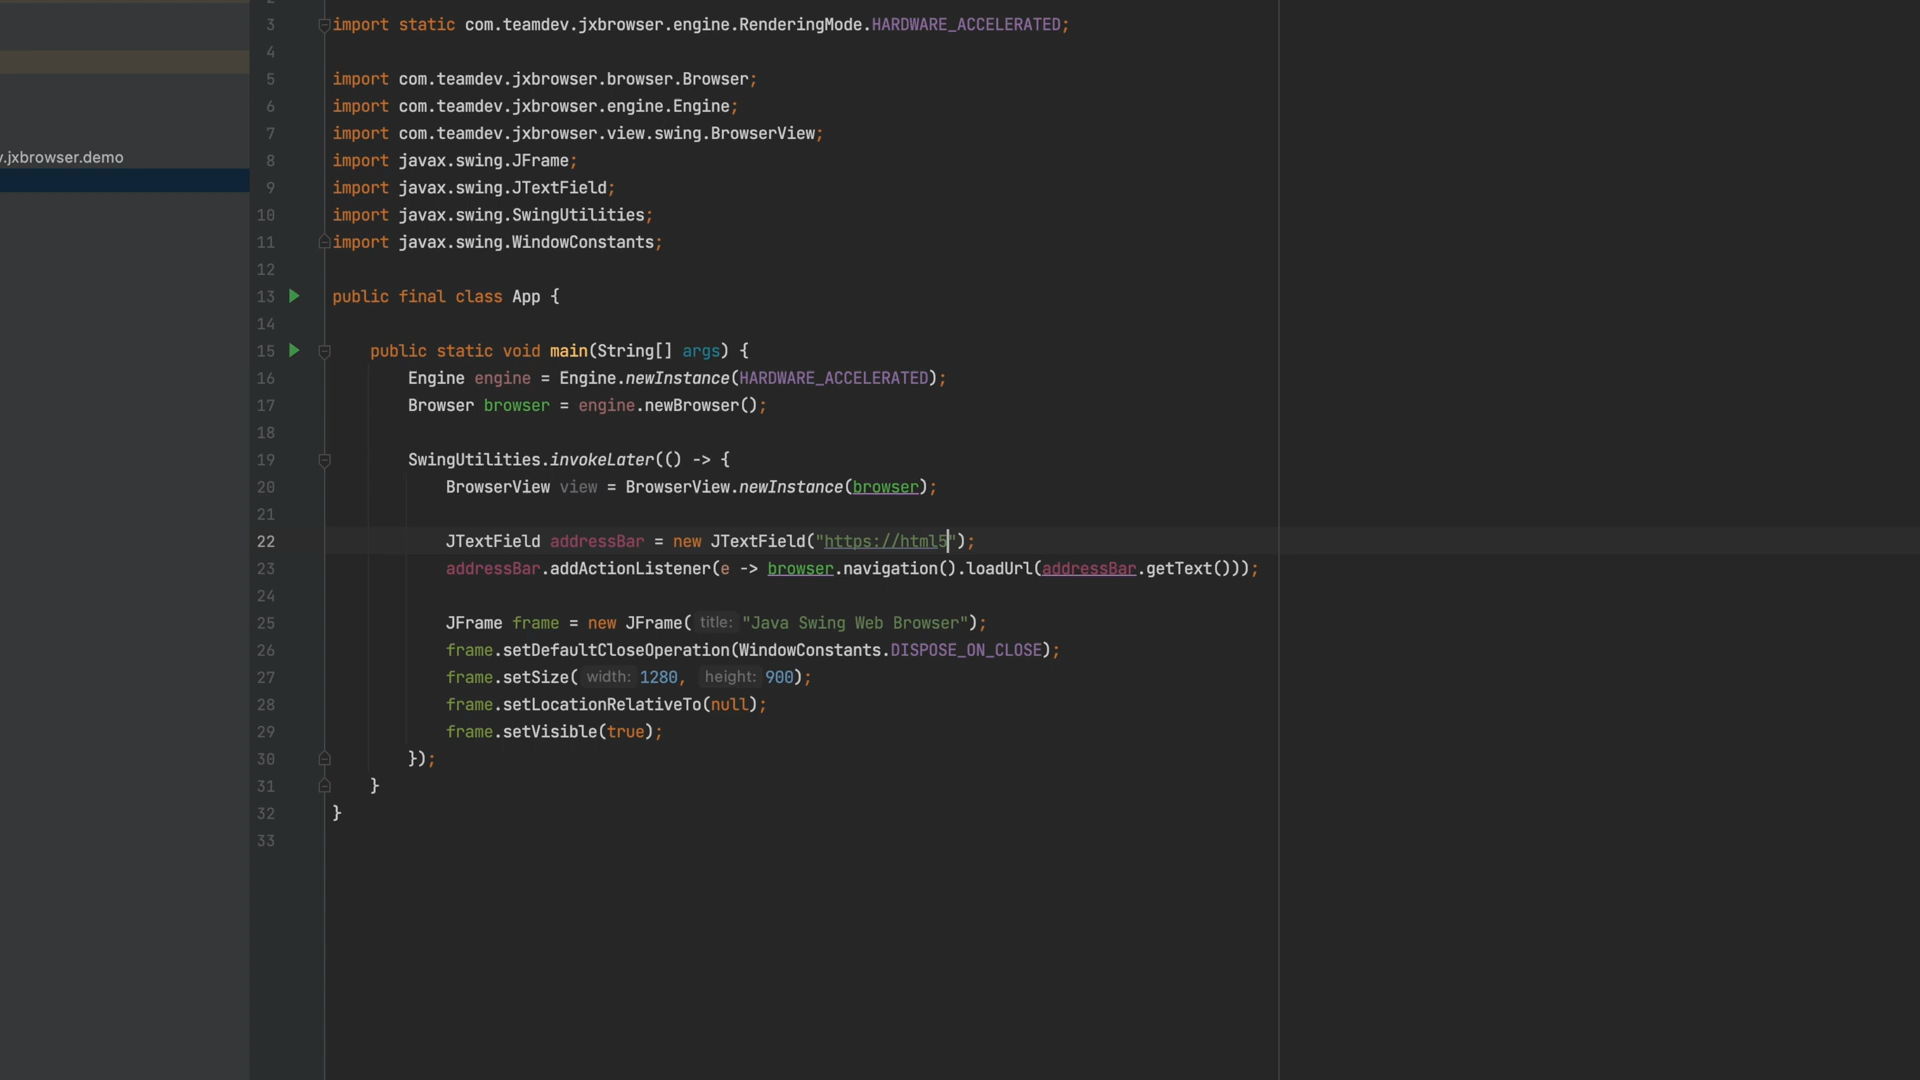 3 import static com.teamdev.jxbrowser.engine.RenderingMode.HARDWARE_ACCELERATED;
4
5 import com.teamdev.jxbrowser.browser.Browser;
6 import com.teamdev.jxbrowser.engine.Engine;
7 import com.teamdev.jxbrowser.view.swing.BrowserView;
.jxbrowser.demo
8 import javax.swing.JFrame;
9 import javax.swing.JTextField;
10 import javax.swing.SwingUtilities;
11 import javax.swing.WindowConstants;
12
13 public final class App {
14
15 public static void main(String[] args) {
16 Engine engine = Engine.newInstance(HARDWARE_ACCELERATED);
17 Browser browser = engine.newBrowser();
18
19 SwingUtilities.invokeLater(() -> {
20 BrowserView view = BrowserView.newInstance(browser);
21
22 JTextField addressBar = new JTextField("https://html5");
23 addressBar.addActionListener(e -> browser.navigation().loadUrl(addressBar.getText()));
24
25 JFrame frame = new JFrame( title: "Java Swing Web Browser");
26 frame.setDefaultCloseOperation(WindowConstants.DISPOSE_ON_CLOSE);
27 frame.setSize( width: 1280, height: 900);
28 frame.setLocationRelativeTo(null);
29 frame.setVisible(true);
30 });
31 }
32 }
33